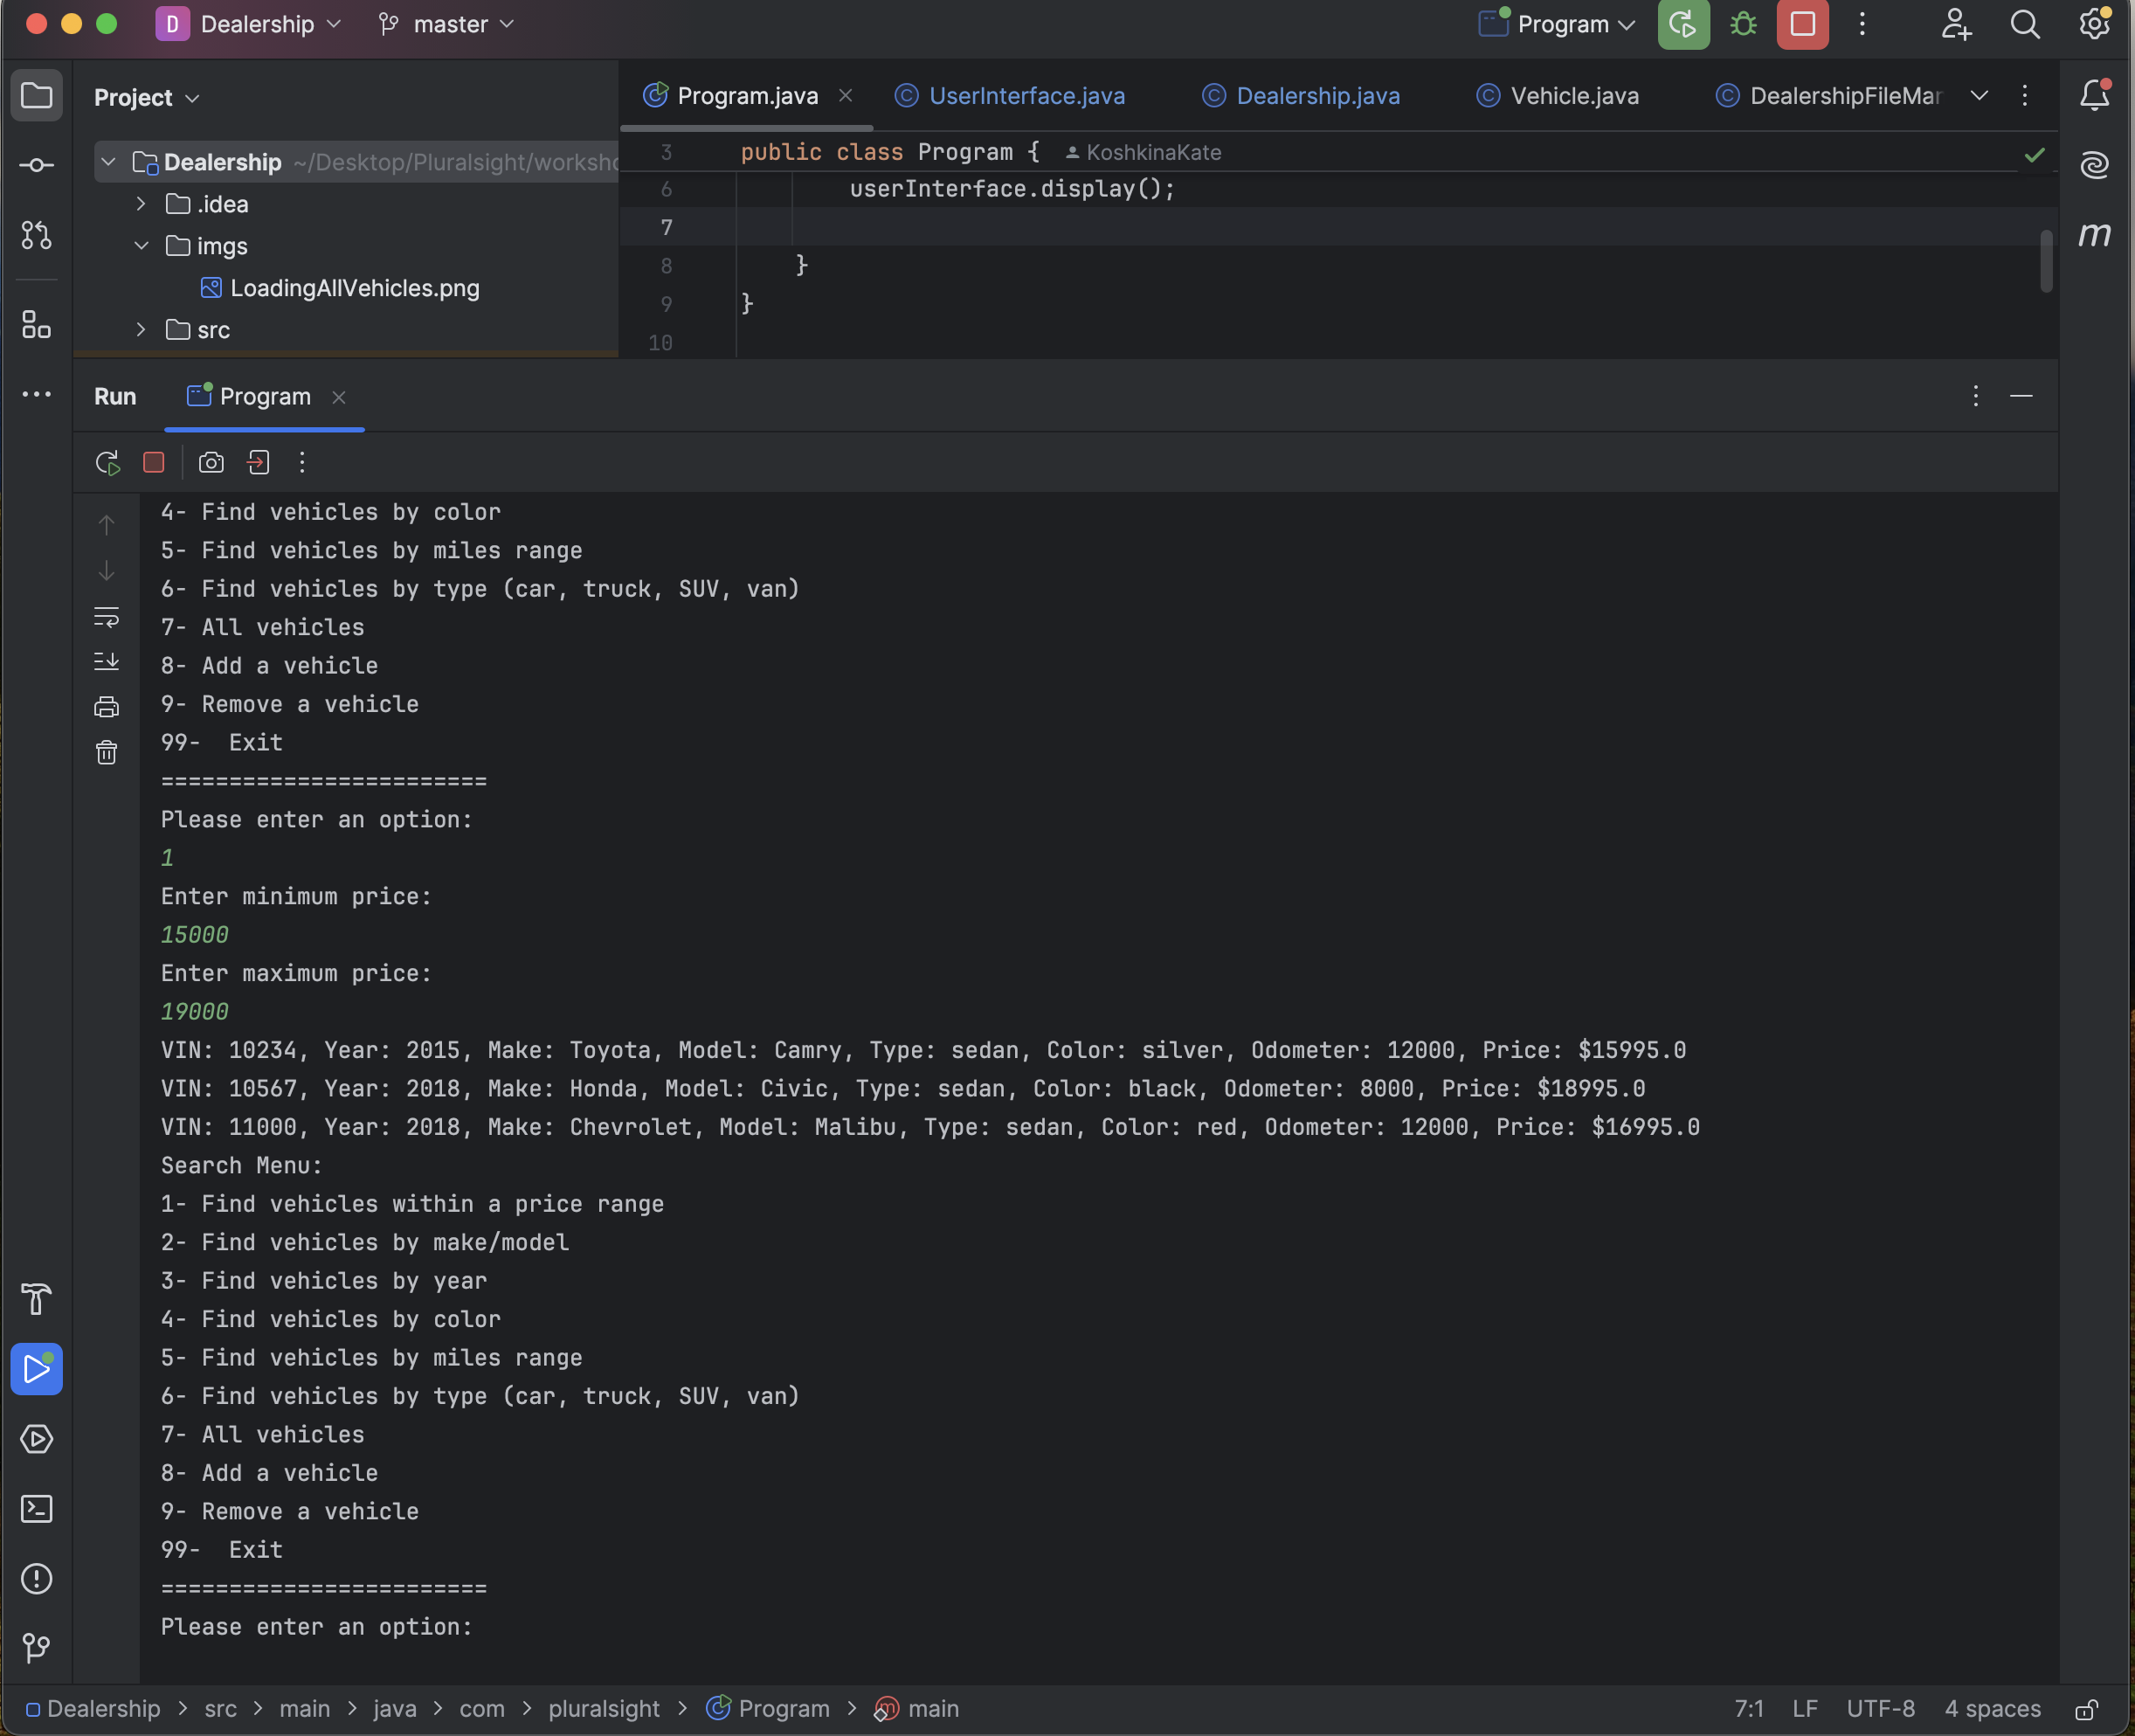 D Dealership master Program
Project
Program.java UserInterface.java Dealership.java Vehicle.java DealershipFileMar
Dealership ~/Desktop/Pluralsight/worksho
.idea
imgs
LoadingAllVehicles.png
src
3 public class Program { KoshkinaKate
6 userInterface.display();
7
8 }
9 }
10
Run Program
4- Find vehicles by color
5- Find vehicles by miles range
6- Find vehicles by type (car, truck, SUV, van)
7- All vehicles
8- Add a vehicle
9- Remove a vehicle
99-  Exit
========================
Please enter an option:
1
Enter minimum price:
15000
Enter maximum price:
19000
VIN: 10234, Year: 2015, Make: Toyota, Model: Camry, Type: sedan, Color: silver, Odometer: 12000, Price: $15995.0
VIN: 10567, Year: 2018, Make: Honda, Model: Civic, Type: sedan, Color: black, Odometer: 8000, Price: $18995.0
VIN: 11000, Year: 2018, Make: Chevrolet, Model: Malibu, Type: sedan, Color: red, Odometer: 12000, Price: $16995.0
Search Menu:
1- Find vehicles within a price range
2- Find vehicles by make/model
3- Find vehicles by year
4- Find vehicles by color
5- Find vehicles by miles range
6- Find vehicles by type (car, truck, SUV, van)
7- All vehicles
8- Add a vehicle
9- Remove a vehicle
99-  Exit
========================
Please enter an option:
Dealership > src > main > java > com > pluralsight > Program > main 7:1 LF UTF-8 4 spaces